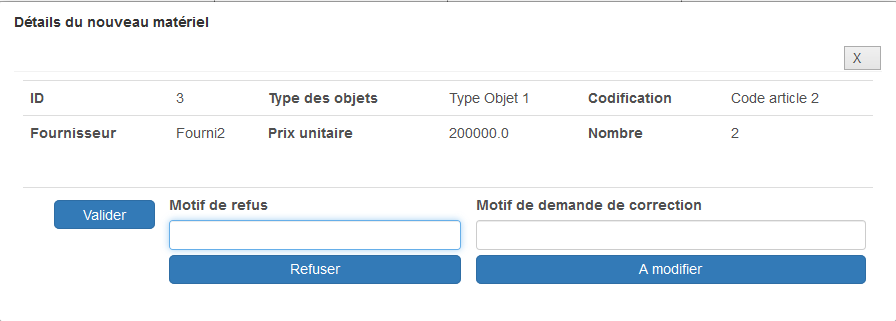 Détails du nouveau matériel
X
ID 3 Type des objets Type Objet 1 Codification Code article 2
Fournisseur Fourni2 Prix unitaire 200000.0 Nombre 2
Motif de refus Motif de demande de correction
Valider
Refuser A modifier